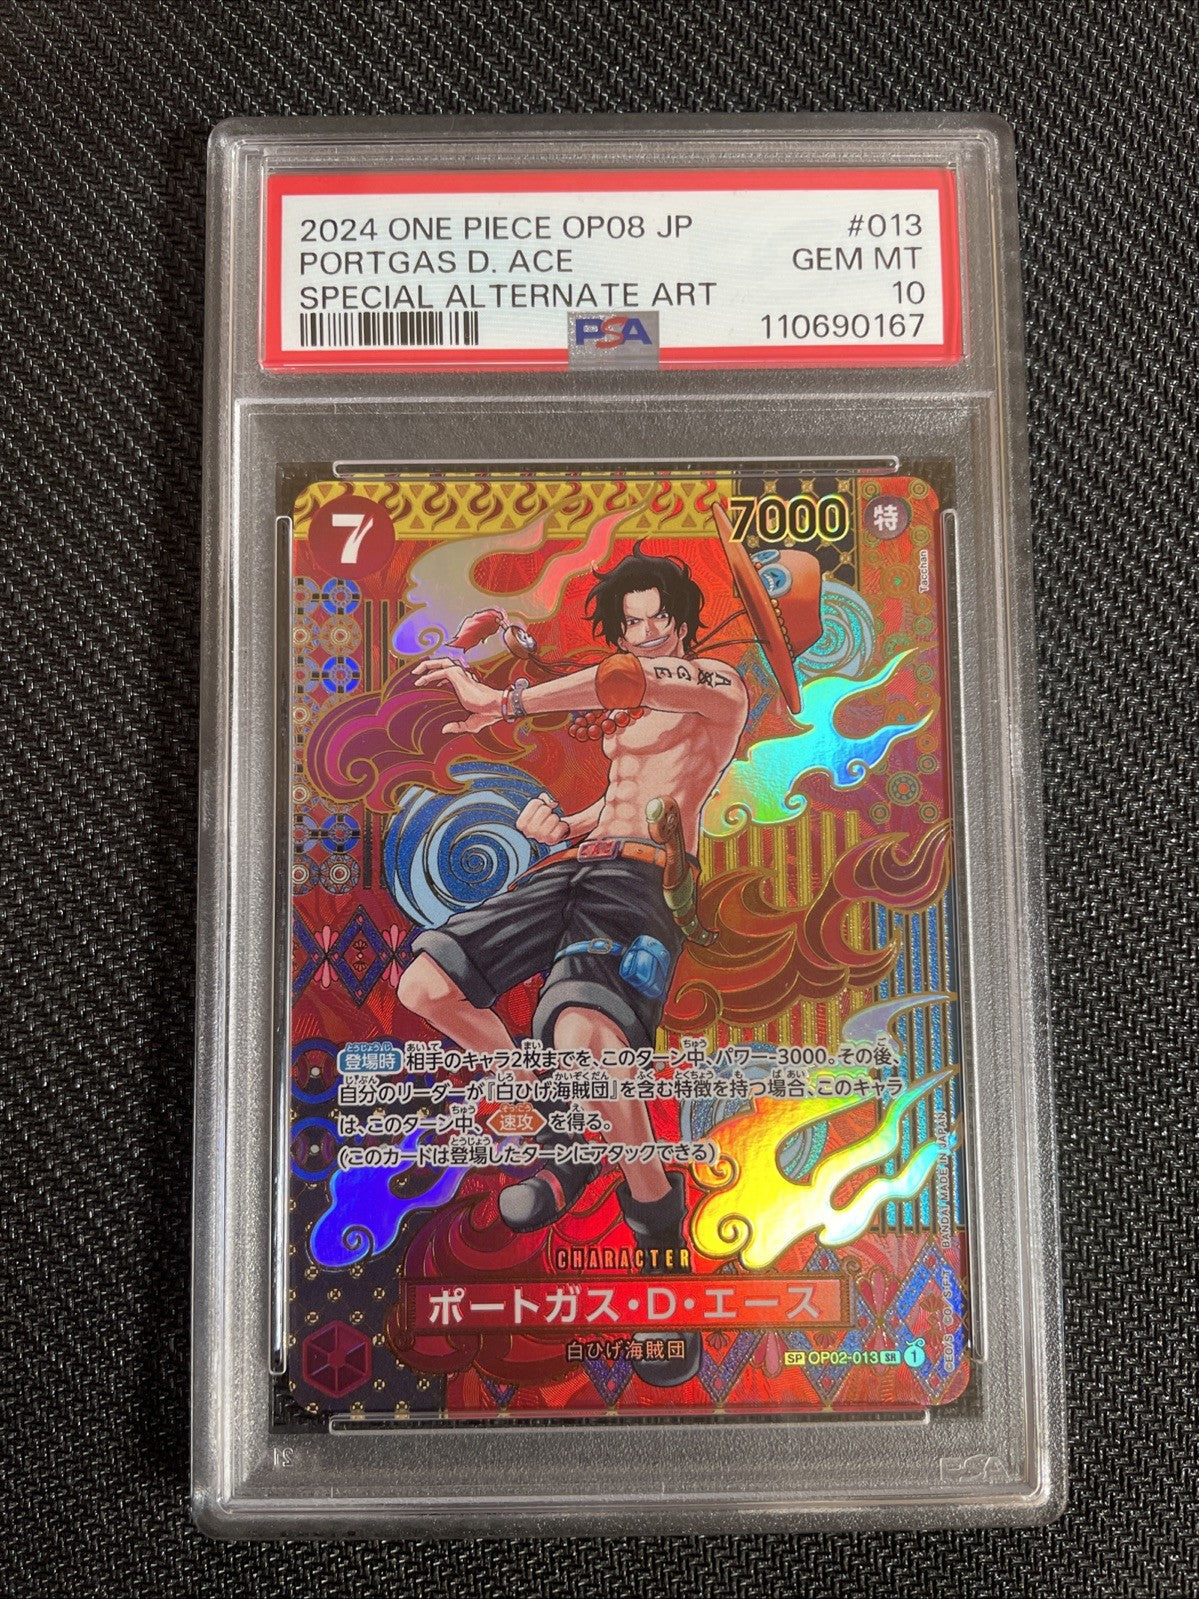 2024 ONE PIECE OP08 JP #013
PORTGAS D. ACE GEM MT
SPECIAL ALTERNATE ART 10
PSA 110690167
7 7000 特
Tacchan
A S C E
登場時 相手のキャラ2枚までを、このターン中、パワー-3000。その後、
自分のリーダーが『白ひげ海賊団』を含む特徴を持つ場合、このキャラ
は、このターン中、速攻を得る。
(このカードは登場したターンにアタックできる)
BANDAI MADE IN JAPAN
CHARACTER
ポートガス・D・エース
白ひげ海賊団
SP OP02-013 SR 1
PSA